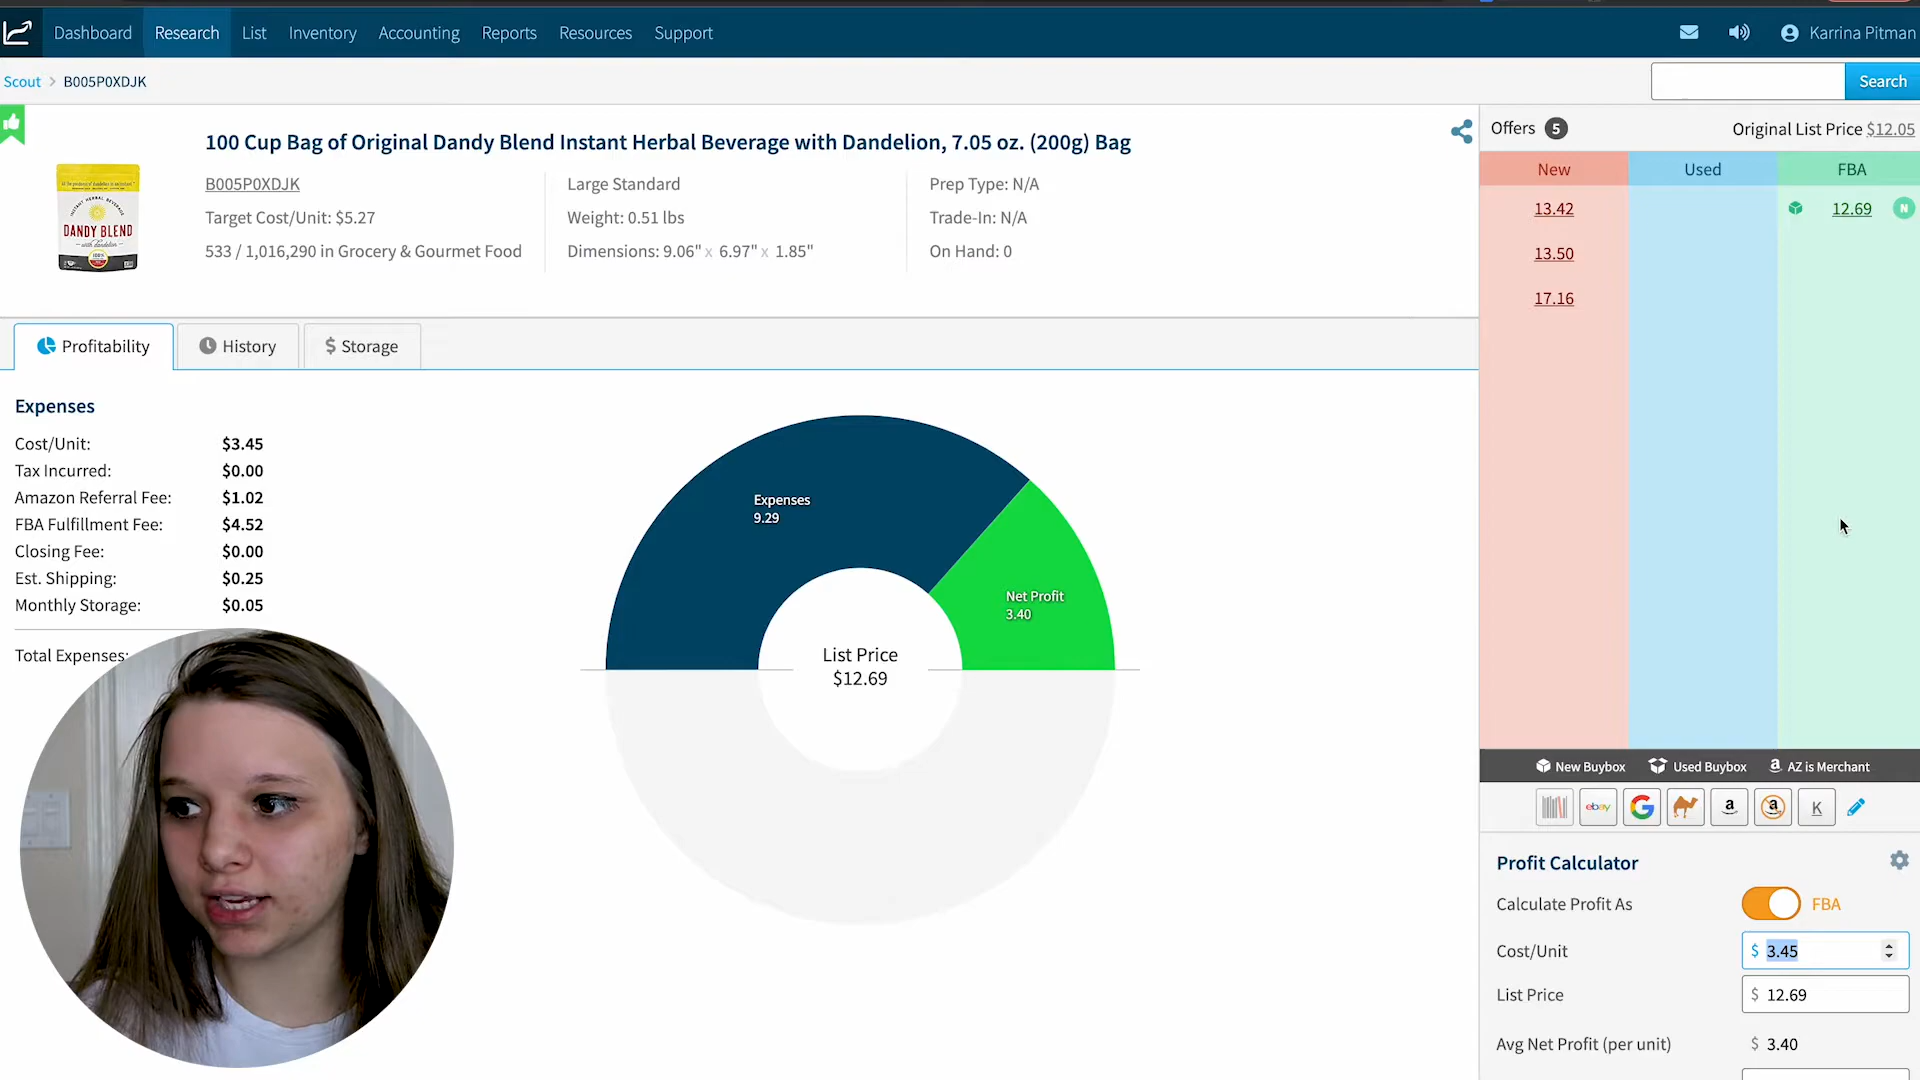 Dashboard Research List Inventory Accounting Reports Resources Support Karrina Pitman
Scout > B005P0XDJK Search
100 Cup Bag of Original Dandy Blend Instant Herbal Beverage with Dandelion, 7.05 oz. (200g) Bag
B005P0XDJK
Target Cost/Unit: $5.27
533 / 1,016,290 in Grocery & Gourmet Food
Large Standard
Weight: 0.51 lbs
Dimensions: 9.06" x 6.97" x 1.85"
Prep Type: N/A
Trade-In: N/A
On Hand: 0
INSTANT HERBAL BEVERAGE
DANDY BLEND
with dandelion
100%
Offers 5 Original List Price $12.05
New Used FBA
13.42 12.69 N
13.50
17.16
Profitability History $ Storage
Expenses
Cost/Unit: $3.45
Tax Incurred: $0.00
Amazon Referral Fee: $1.02
FBA Fulfillment Fee: $4.52
Closing Fee: $0.00
Est. Shipping: $0.25
Monthly Storage: $0.05
Total Expenses:
Expenses
9.29
Net Profit
3.40
List Price
$12.69
New Buybox Used Buybox a AZ is Merchant
ebay G a a K
Profit Calculator
Calculate Profit As FBA
Cost/Unit $ 3.45
List Price $ 12.69
Avg Net Profit (per unit) $ 3.40